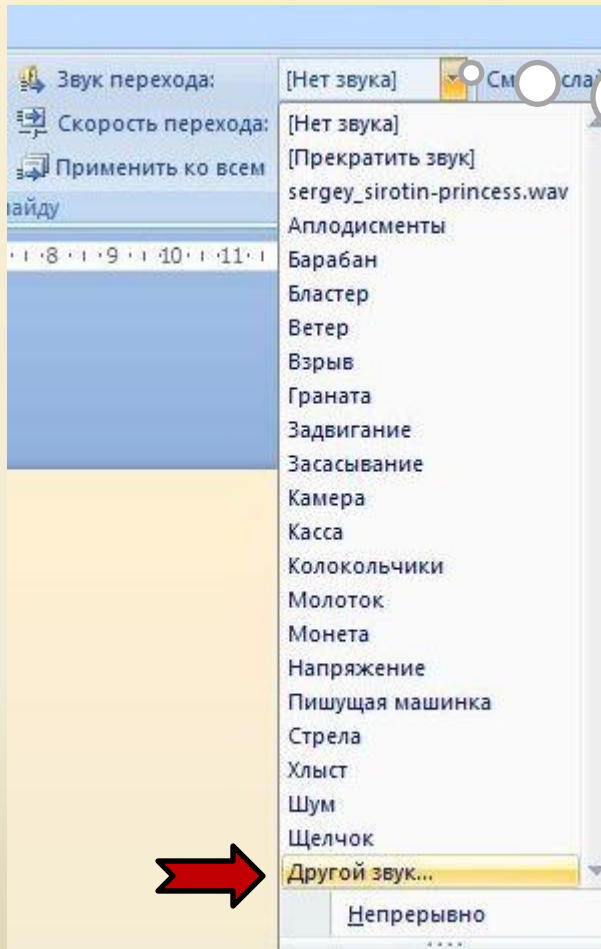 Звук перехода: [Нет звука]
Скорость перехода:
Применить ко всем
[Нет звука]
[Прекратить звук]
sergey_sirotin-princess.wav
Аплодисменты
Барабан
Бластер
Ветер
Взрыв
Граната
Задвигание
Засасывание
Камера
Касса
Колокольчики
Молоток
Монета
Напряжение
Пишущая машинка
Стрела
Хлыст
Шум
Щелчок
Другой звук...
Непрерывно
айду
8 9 10 11